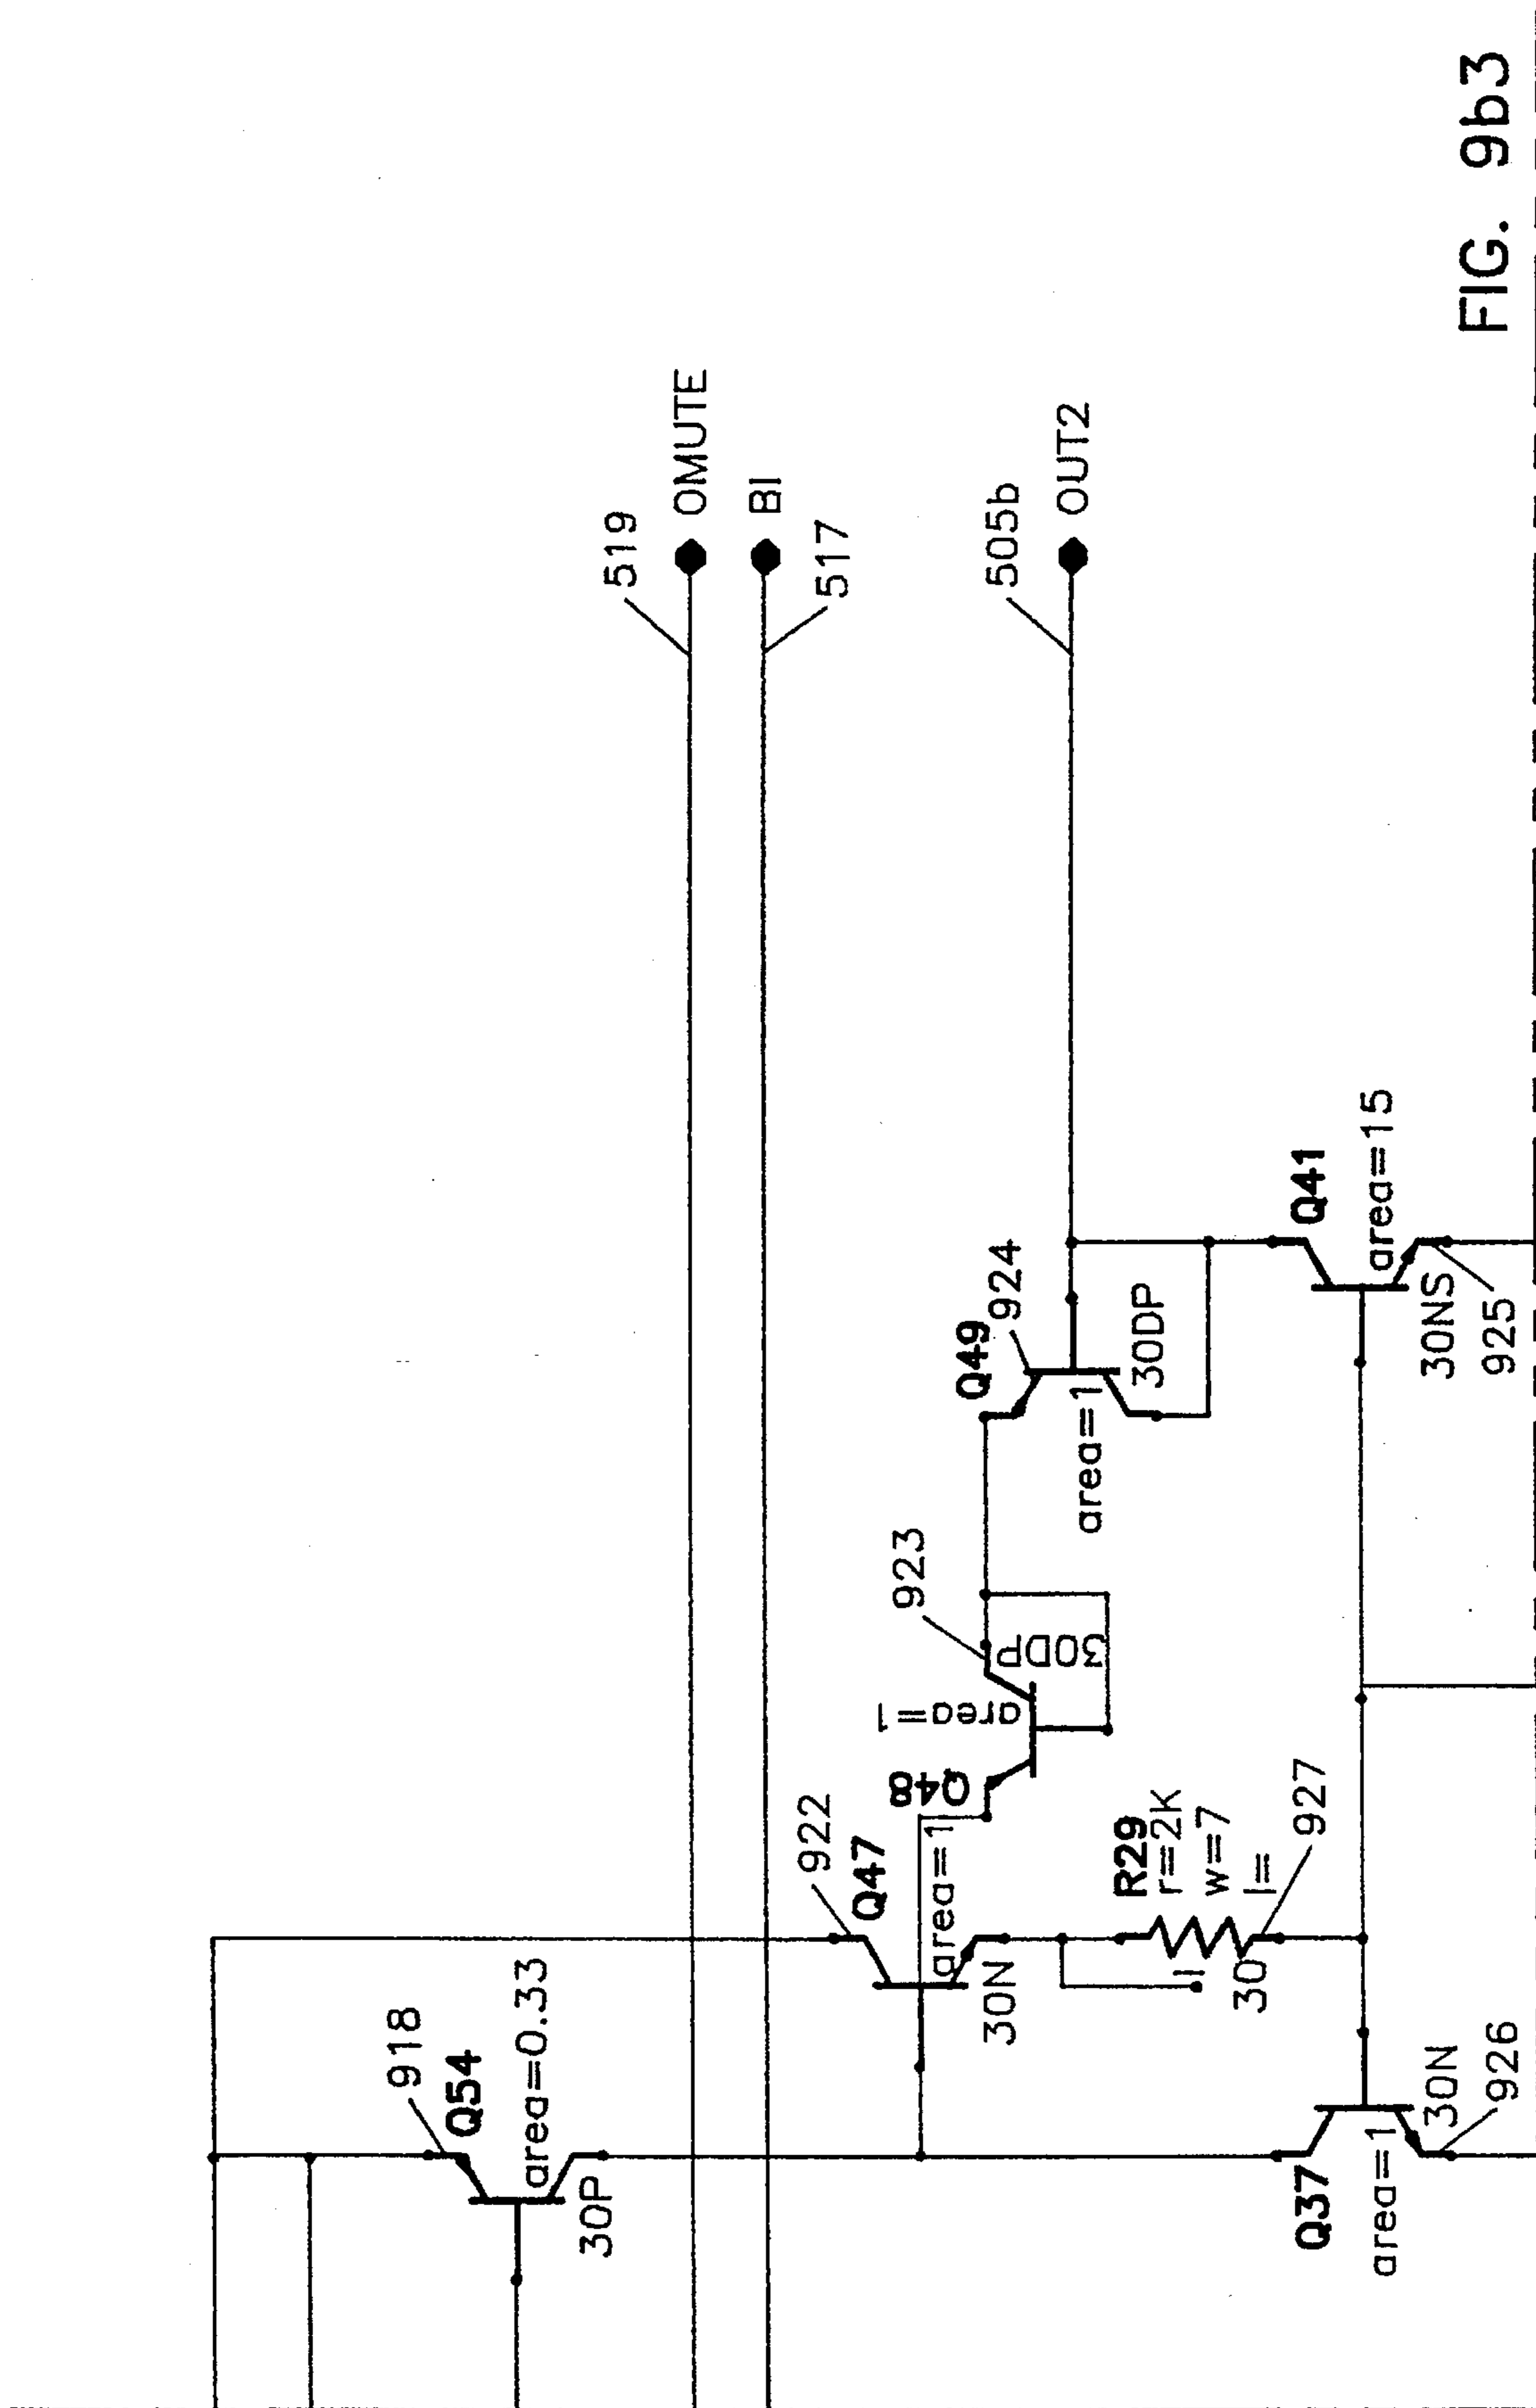 519
OMUTE
BI
517
918
Q54
area=0.33
30P
922
Q47
area=1
30N
923
30DP
area=1
Q48
505b
OUT2
Q49
924
area=1
30DP
R29
r=2K
w=7
l=
30
927
Q41
area=15
30NS
925
Q37
area=1
30N
926
FIG. 9b3